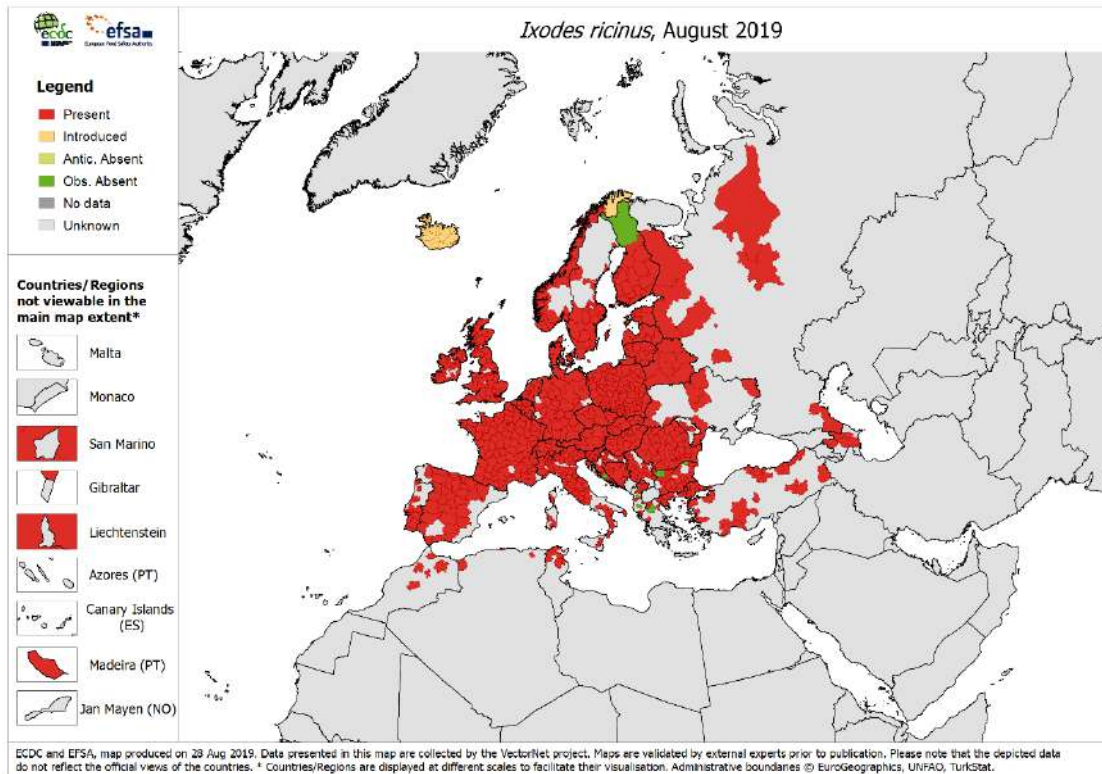 ecdc
efsa
European Food Safety Authority
Ixodes ricinus, August 2019
Legend
Present
Introduced
Antic. Absent
Obs. Absent
No data
Unknown
Countries/Regions
not viewable in the
main map extent*
Malta
Monaco
San Marino
Gibraltar
Liechtenstein
Azores (PT)
Canary Islands
(ES)
Madeira (PT)
Jan Mayen (NO)
ECDC and EFSA, map produced on 28 Aug 2019. Data presented in this map are collected by the VectorNet project. Maps are validated by external experts prior to publication. Please note that the depicted data
do not reflect the official views of the countries. * Countries/Regions are displayed at different scales to facilitate their visualisation. Administrative boundaries © EuroGeographics, UNFAO, TurkStat.